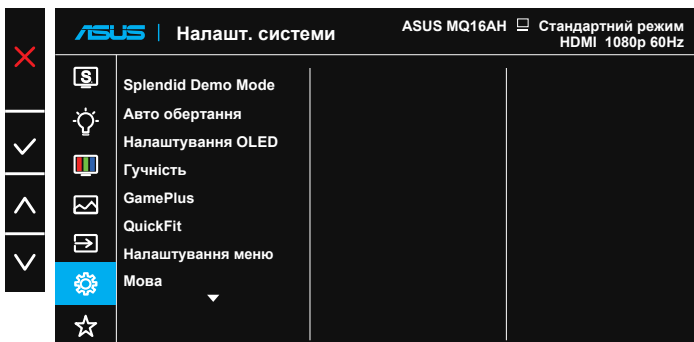 ASUS | Налашт. системи
ASUS MQ16AH Стандартний режим
HDMI 1080p 60Hz
S
Splendid Demo Mode
Авто обертання
Налаштування OLED
Гучність
GamePlus
QuickFit
Налаштування меню
Мова